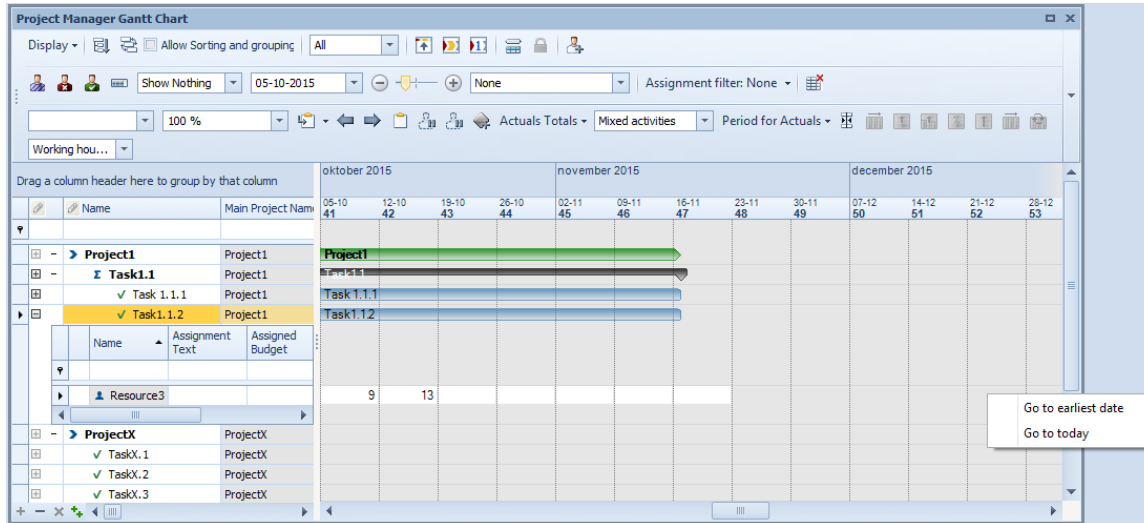 Project Manager Gantt Chart
Display Allow Sorting and grouping All
Show Nothing 05-10-2015 None Assignment filter: None
100 % Actuals Totals Mixed activities Period for Actuals
Working hou...
Drag a column header here to group by that column
oktober 2015 november 2015 december 2015
Name Main Project Name
05-10 12-10 19-10 26-10 02-11 09-11 16-11 23-11 30-11 07-12 14-12 21-12 28-12
41 42 43 44 45 46 47 48 49 50 51 52 53
Project1 Project1 Project1
Σ Task1.1 Project1 Task1.1
Task 1.1.1 Project1 Task 1.1.1
Task1.1.2 Project1 Task1.1.2
Name Assignment Text Assigned Budget
Resource3 9 13
Go to earliest date
Go to today
ProjectX ProjectX
TaskX.1 ProjectX
TaskX.2 ProjectX
TaskX.3 ProjectX